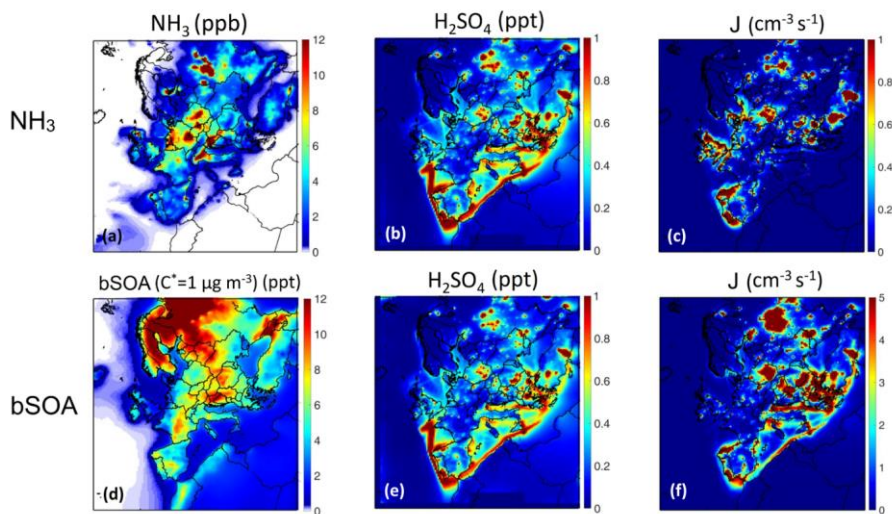 NH₃ (ppb) H₂SO₄ (ppt) J (cm⁻³ s⁻¹)
NH₃
12 10 8 6 4 2 0
(a)
1 0.8 0.6 0.4 0.2 0
(b)
1 0.8 0.6 0.4 0.2 0
(c)
bSOA (C*=1 µg m⁻³) (ppt) H₂SO₄ (ppt) J (cm⁻³ s⁻¹)
bSOA
12 10 8 6 4 2 0
(d)
1 0.8 0.6 0.4 0.2 0
(e)
5 4 3 2 1 0
(f)